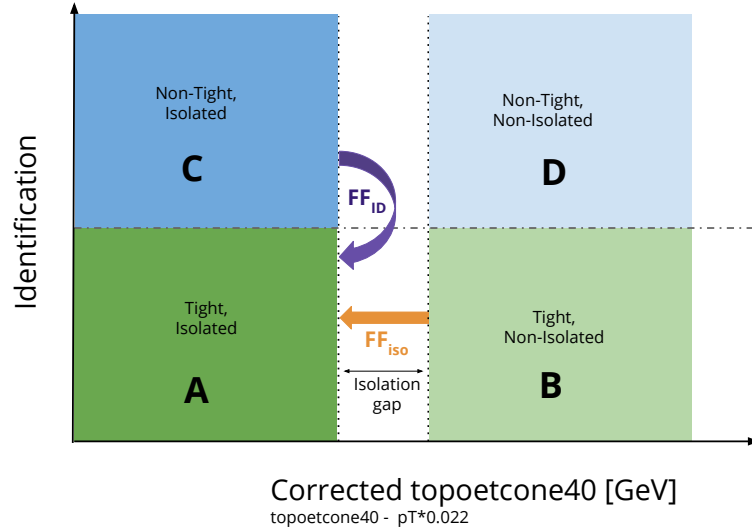 Identification
Non-Tight,
Isolated
C
Non-Tight,
Non-Isolated
D
FF_ID
Tight,
Isolated
A
FF_iso
Isolation
gap
Tight,
Non-Isolated
B
Corrected topoetcone40 [GeV]
topoetcone40 - pT*0.022